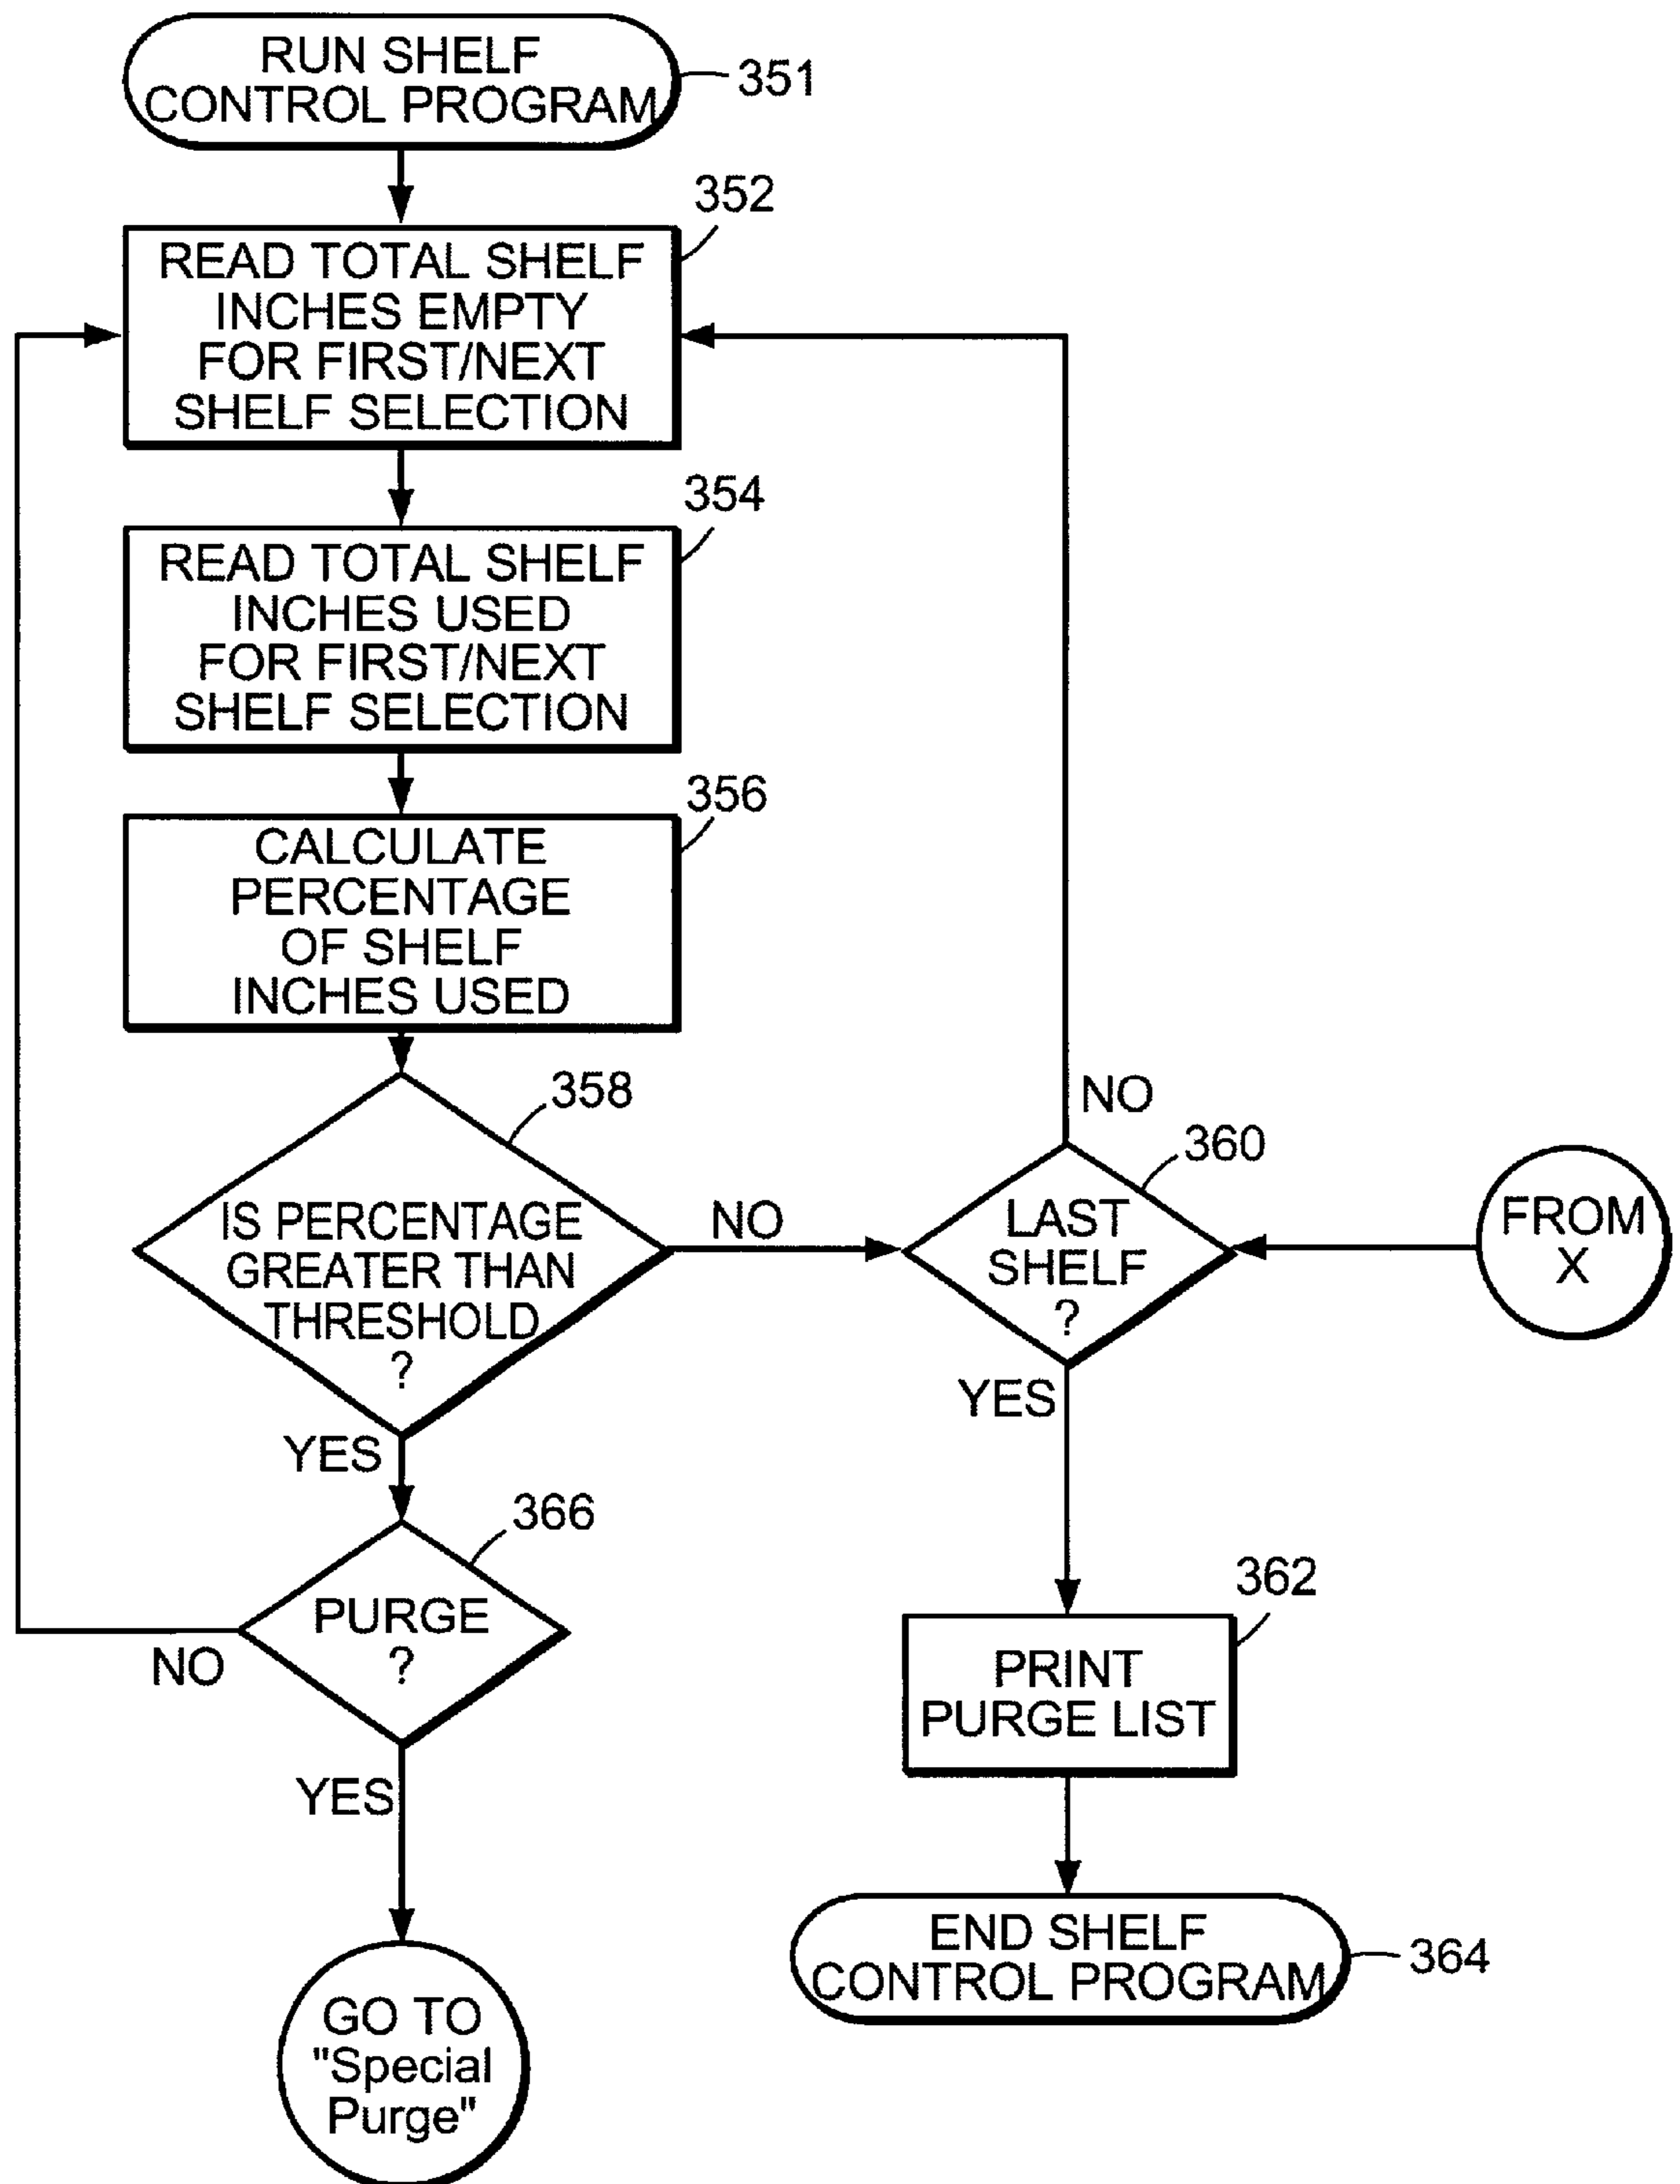 RUN SHELF
CONTROL PROGRAM
351
352
READ TOTAL SHELF
INCHES EMPTY
FOR FIRST/NEXT
SHELF SELECTION
354
READ TOTAL SHELF
INCHES USED
FOR FIRST/NEXT
SHELF SELECTION
356
CALCULATE
PERCENTAGE
OF SHELF
INCHES USED
358
IS PERCENTAGE
GREATER THAN
THRESHOLD
?
NO
YES
360
LAST
SHELF
?
NO
YES
FROM
X
366
PURGE
?
NO
YES
362
PRINT
PURGE LIST
END SHELF
CONTROL PROGRAM
364
GO TO
"Special
Purge"